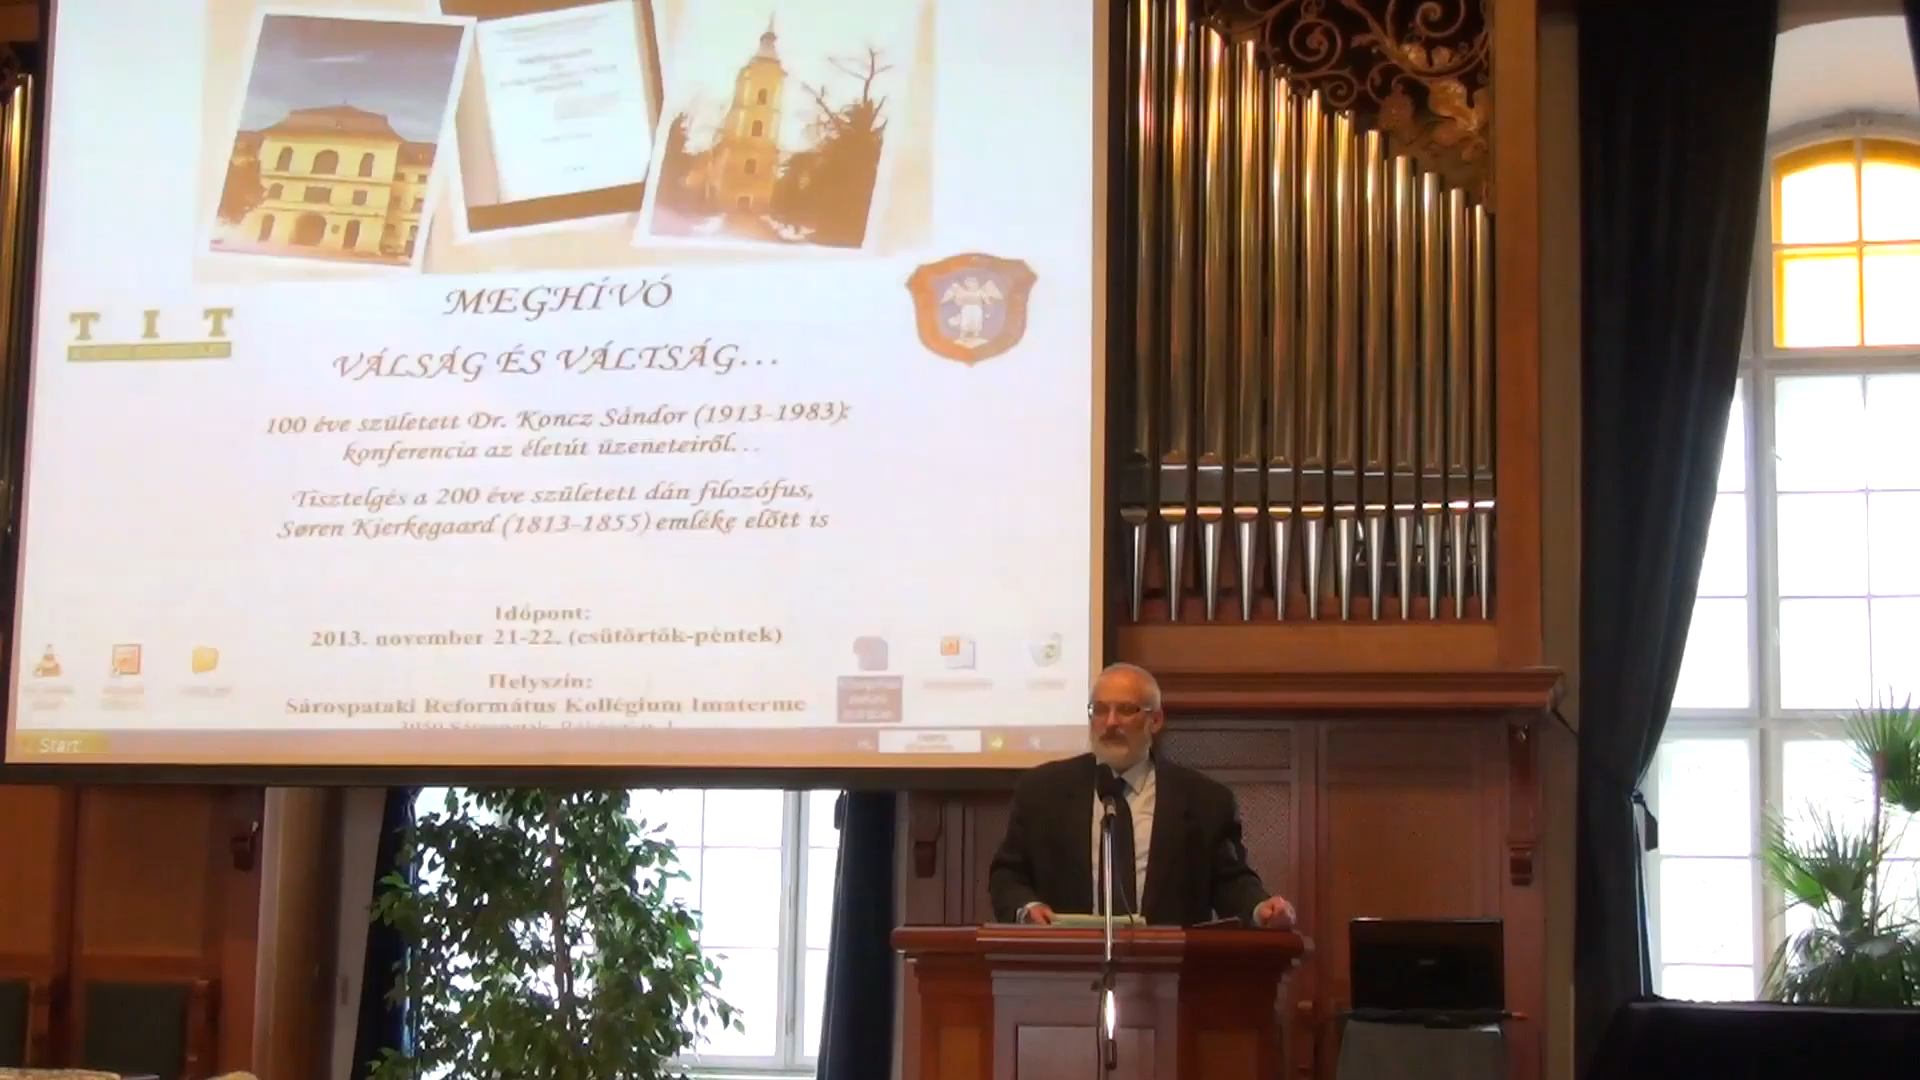 MEGHÍVÓ
TIT
VÁLSÁG ÉS VÁLTSÁG...
100 éve született Dr. Koncz Sándor (1913-1983):
konferencia az életút üzeneteiről...
Tisztelgés a 200 éve született dán filozófus,
Søren Kierkegaard (1813-1855) emléke előtt is
Időpont:
2013. november 21-22. (csütörtök-péntek)
Helyszín:
Sárospataki Református Kollégium Imaterme
Start